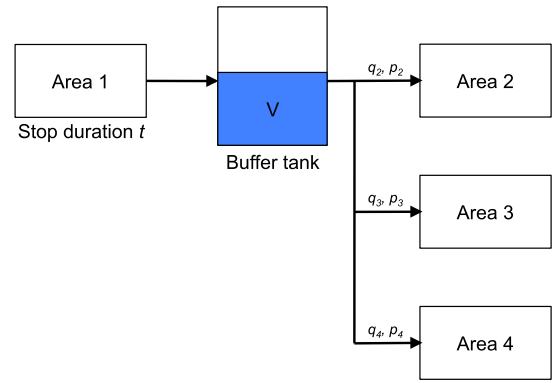 Area 1
Stop duration t
V
Buffer tank
q2, p2
Area 2
q3, p3
Area 3
q4, p4
Area 4